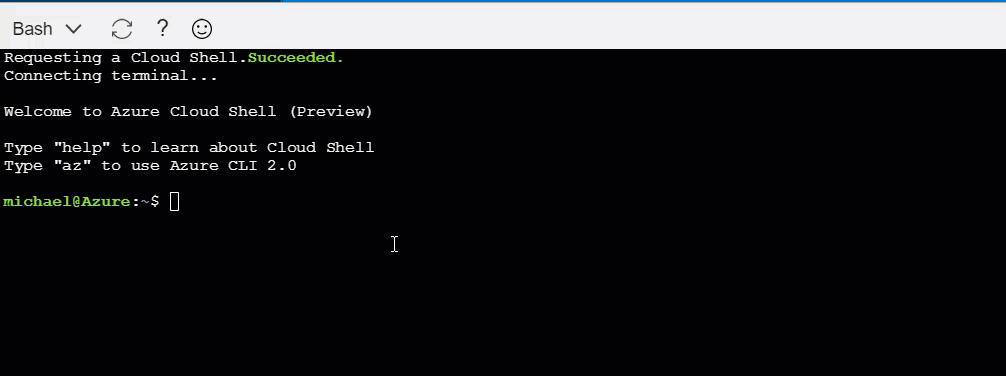 Bash
?
Requesting a Cloud Shell.Succeeded.
Connecting terminal...
Welcome to Azure Cloud Shell (Preview)
Type "help" to learn about Cloud Shell
Type "az" to use Azure CLI 2.0
michael@Azure:~$